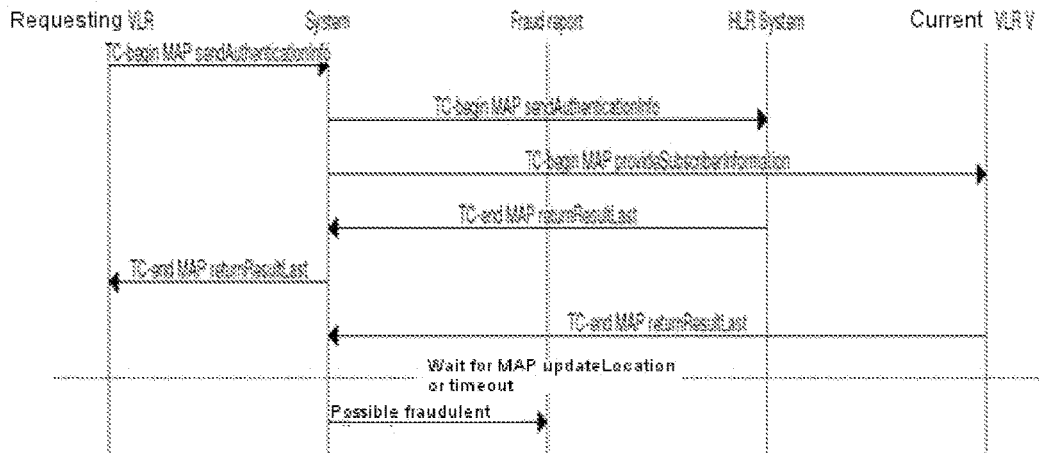 Requesting VLR System Fraud report HLR System Current VLR V
TC-begin MAP sendAuthenticationInfo
TC-begin MAP sendAuthenticationInfo
TC-begin MAP provideSubscriberInformation
TC-end MAP returnResultLast
TC-end MAP returnResultLast
TC-end MAP returnResultLast
Wait for MAP updateLocation
or timeout
Possible fraudulent